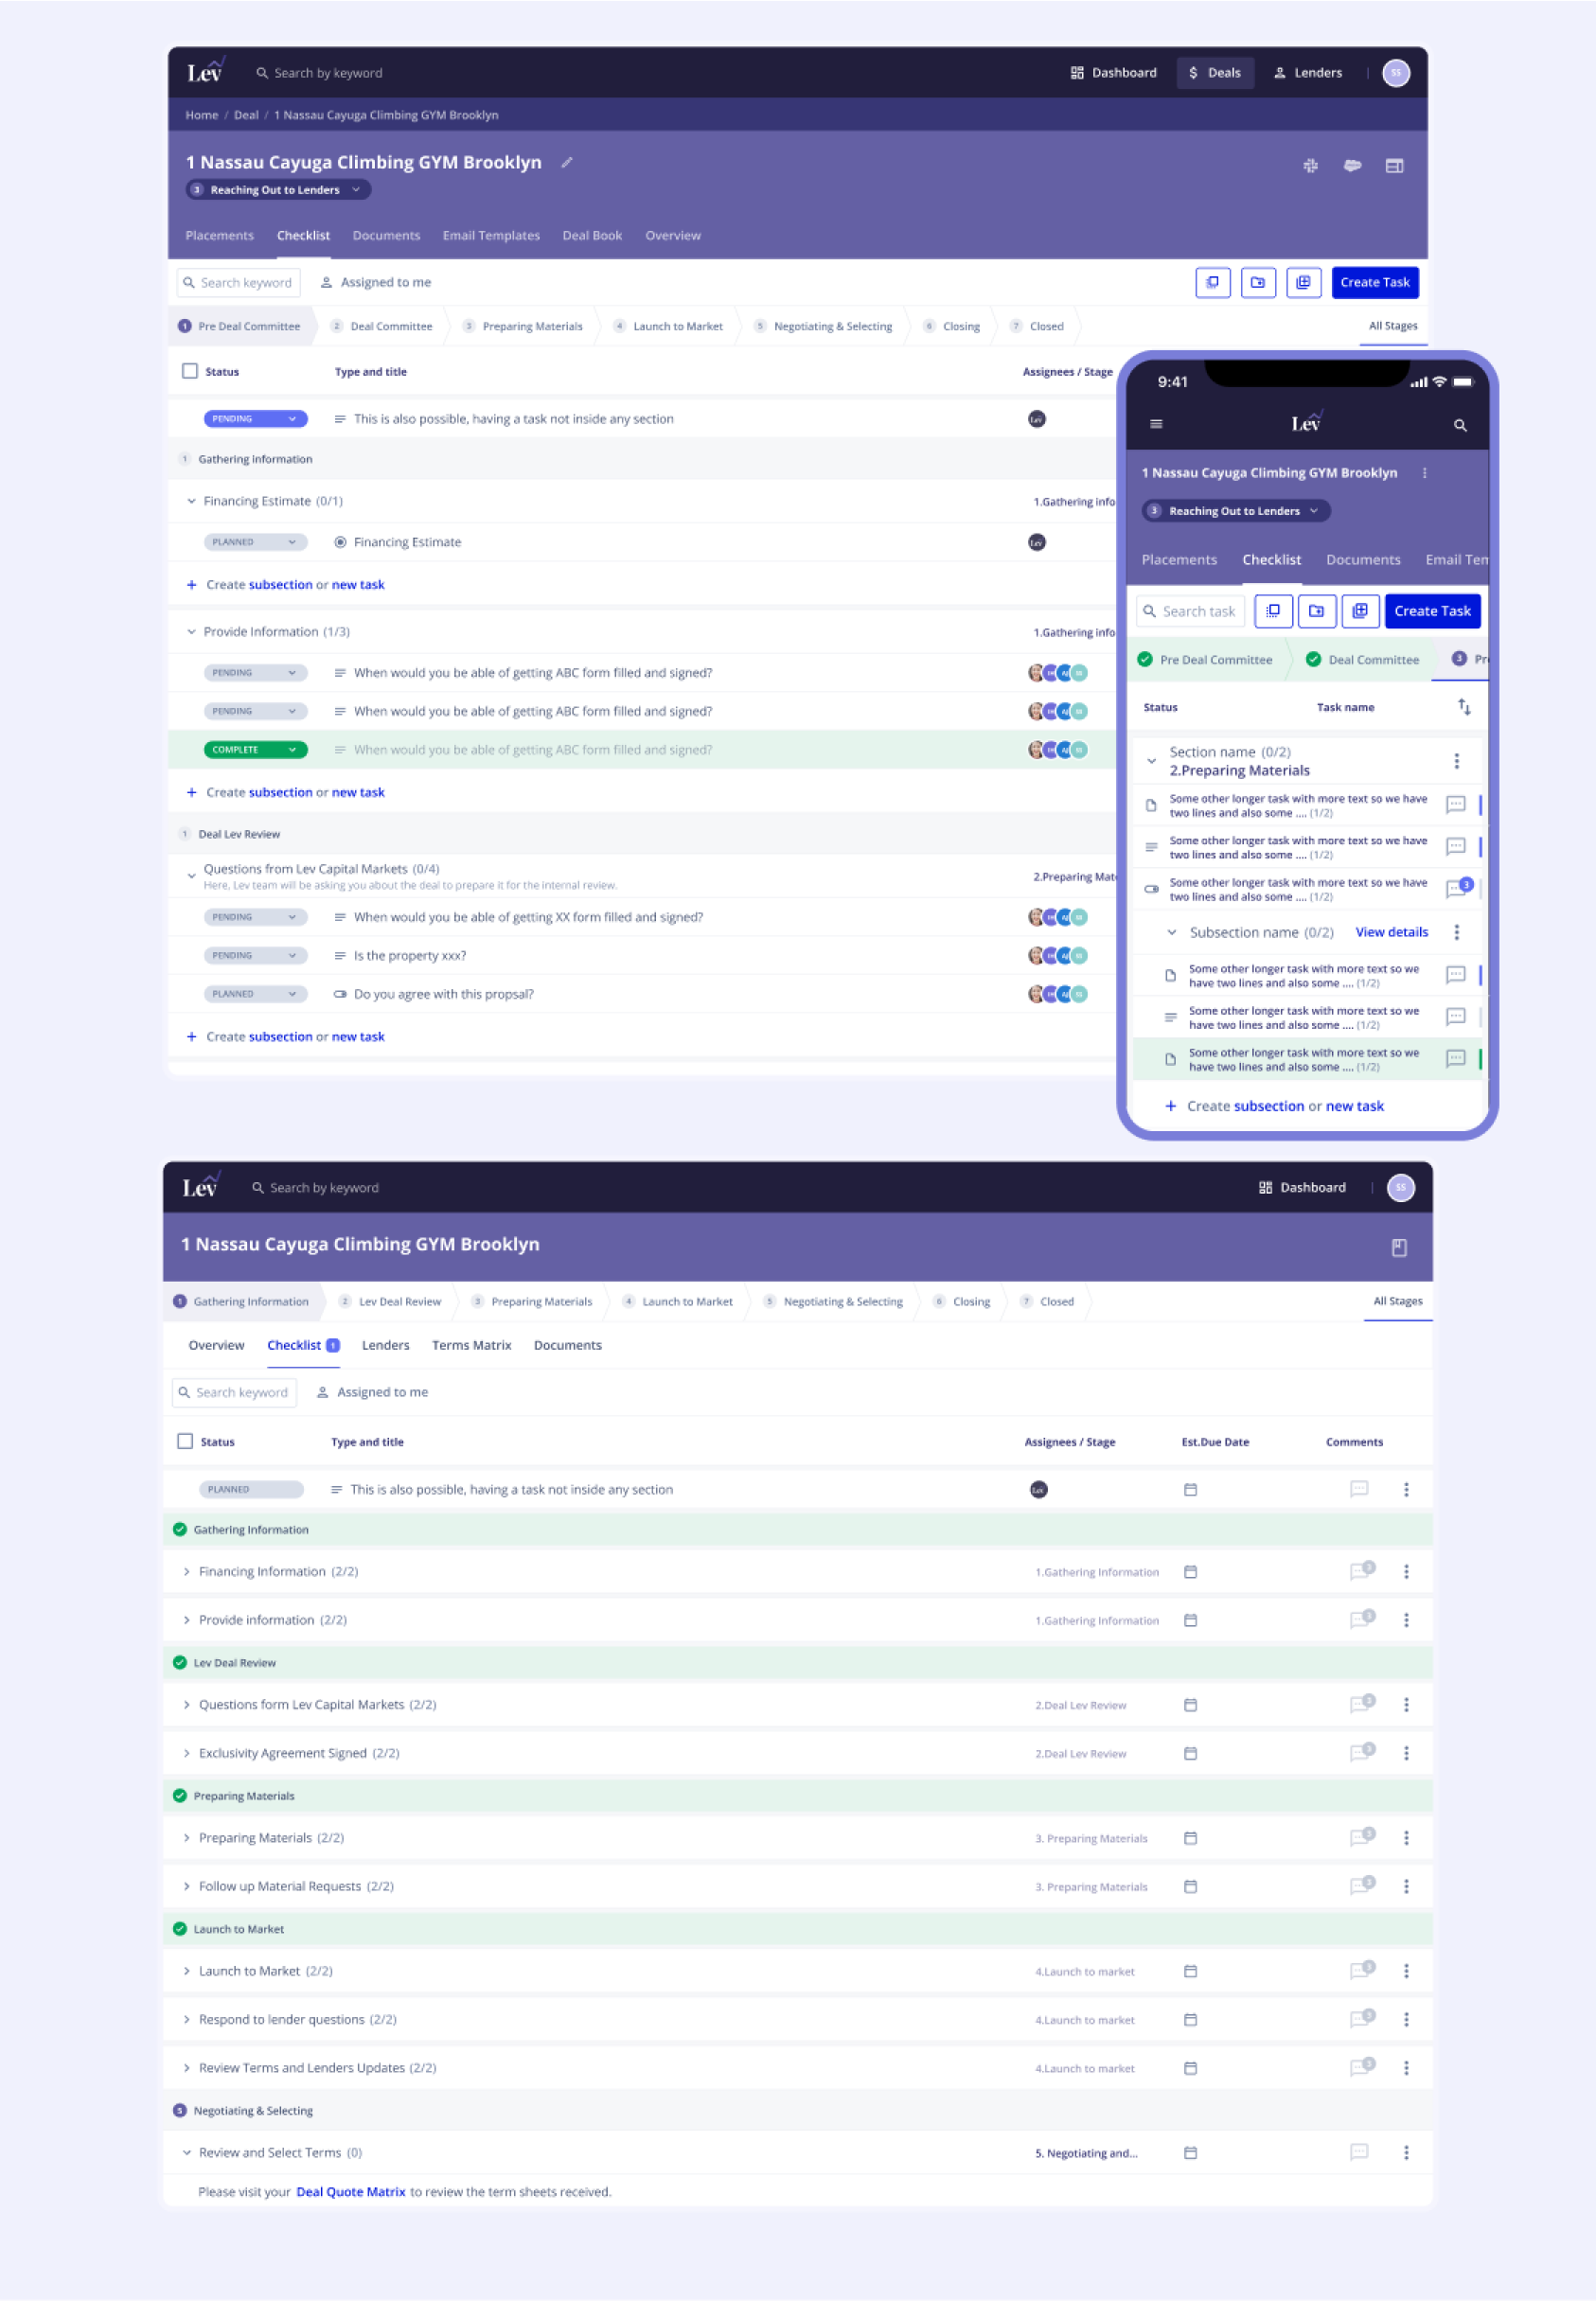 Lev Search by keyword Dashboard $ Deals Lenders SS
Home / Deal / 1 Nassau Cayuga Climbing GYM Brooklyn
1 Nassau Cayuga Climbing GYM Brooklyn
3 Reaching Out to Lenders
Placements Checklist Documents Email Templates Deal Book Overview
Search keyword Assigned to me Create Task
1 Pre Deal Committee 2 Deal Committee 3 Preparing Materials 4 Launch to Market 5 Negotiating & Selecting 6 Closing 7 Closed All Stages
Status Type and title Assignees / Stage
PENDING This is also possible, having a task not inside any section Lev
1 Gathering Information
Financing Estimate (0/1) 1.Gathering info
PLANNED Financing Estimate Lev
+ Create subsection or new task
Provide Information (1/3) 1.Gathering info
PENDING When would you be able of getting ABC form filled and signed?
PENDING When would you be able of getting ABC form filled and signed?
COMPLETE When would you be able of getting ABC form filled and signed?
+ Create subsection or new task
1 Deal Lev Review
Questions from Lev Capital Markets (0/4) 2.Preparing Mate
Here, Lev team will be asking you about the deal to prepare it for the internal review.
PENDING When would you be able of getting XX form filled and signed?
PENDING Is the property xxx?
PLANNED Do you agree with this propsal?
+ Create subsection or new task
9:41
Lev
1 Nassau Cayuga Climbing GYM Brooklyn
3 Reaching Out to Lenders
Placements Checklist Documents Email Tem
Search task Create Task
Pre Deal Committee Deal Committee 3 Pr
Status Task name
Section name (0/2)
2.Preparing Materials
Some other longer task with more text so we have
two lines and also some .... (1/2)
Some other longer task with more text so we have
two lines and also some .... (1/2)
Some other longer task with more text so we have 3
two lines and also some .... (1/2)
Subsection name (0/2) View details
Some other longer task with more text so we
have two lines and also some .... (1/2)
Some other longer task with more text so we
have two lines and also some .... (1/2)
Some other longer task with more text so we
have two lines and also some .... (1/2)
+ Create subsection or new task
Lev Search by keyword Dashboard SS
1 Nassau Cayuga Climbing GYM Brooklyn
1 Gathering Information 2 Lev Deal Review 3 Preparing Materials 4 Launch to Market 5 Negotiating & Selecting 6 Closing 7 Closed All Stages
Overview Checklist 1 Lenders Terms Matrix Documents
Search keyword Assigned to me
Status Type and title Assignees / Stage Est.Due Date Comments
PLANNED This is also possible, having a task not inside any section Lev
Gathering Information
Financing Information (2/2) 1.Gathering Information 3
Provide information (2/2) 1.Gathering Information 3
Lev Deal Review
Questions form Lev Capital Markets (2/2) 2.Deal Lev Review 3
Exclusivity Agreement Signed (2/2) 2.Deal Lev Review 3
Preparing Materials
Preparing Materials (2/2) 3. Preparing Materials 3
Follow up Material Requests (2/2) 3. Preparing Materials 3
Launch to Market
Launch to Market (2/2) 4.Launch to market 3
Respond to lender questions (2/2) 4.Launch to market 3
Review Terms and Lenders Updates (2/2) 4.Launch to market 3
5 Negotiating & Selecting
Review and Select Terms (0) 5. Negotiating and...
Please visit your Deal Quote Matrix to review the term sheets received.